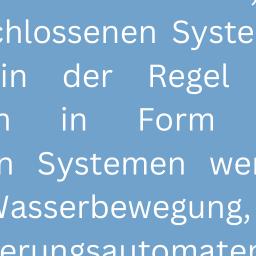 chlossenen Syste
in der Regel
n in Form
n Systemen wer
Wasserbewegung,
erungsautomaten